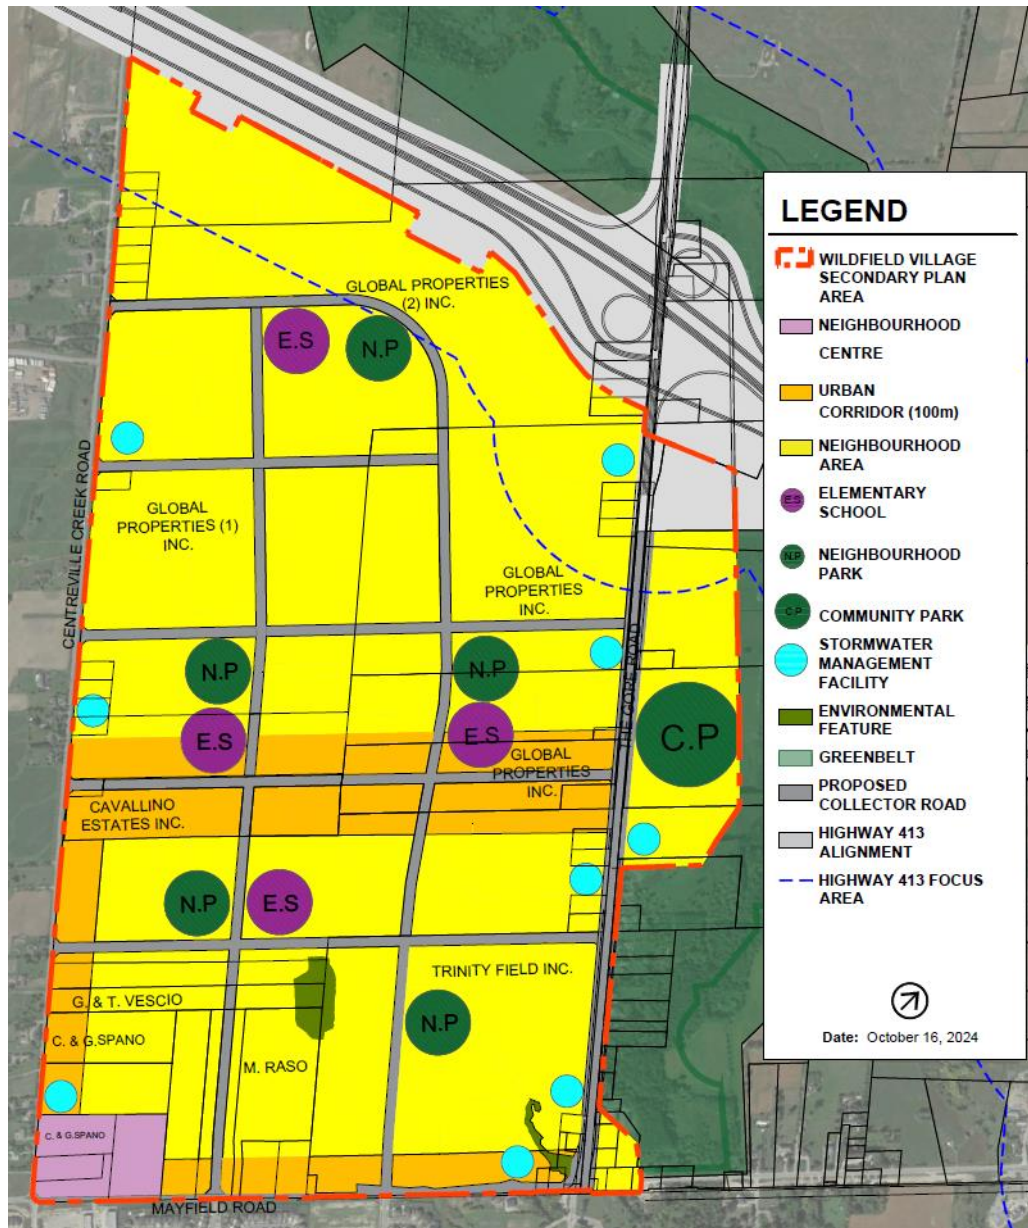 GLOBAL PROPERTIES
(2) INC.
E.S
N.P
CENTREVILLE CREEK ROAD
GLOBAL
PROPERTIES (1)
INC.
GLOBAL
PROPERTIES
INC.
N.P
N.P
THE GORE ROAD
E.S
E.S
C.P
GLOBAL
PROPERTIES
INC.
CAVALLINO
ESTATES INC.
N.P
E.S
TRINITY FIELD INC.
G. & T. VESCIO
N.P
C. & G.SPANO
M. RASO
C. & G.SPANO
MAYFIELD ROAD
LEGEND
WILDFIELD VILLAGE
SECONDARY PLAN
AREA
NEIGHBOURHOOD
CENTRE
URBAN
CORRIDOR (100m)
NEIGHBOURHOOD
AREA
E.S
ELEMENTARY
SCHOOL
N.P
NEIGHBOURHOOD
PARK
C.P
COMMUNITY PARK
STORMWATER
MANAGEMENT
FACILITY
ENVIRONMENTAL
FEATURE
GREENBELT
PROPOSED
COLLECTOR ROAD
HIGHWAY 413
ALIGNMENT
HIGHWAY 413 FOCUS
AREA
Date: October 16, 2024